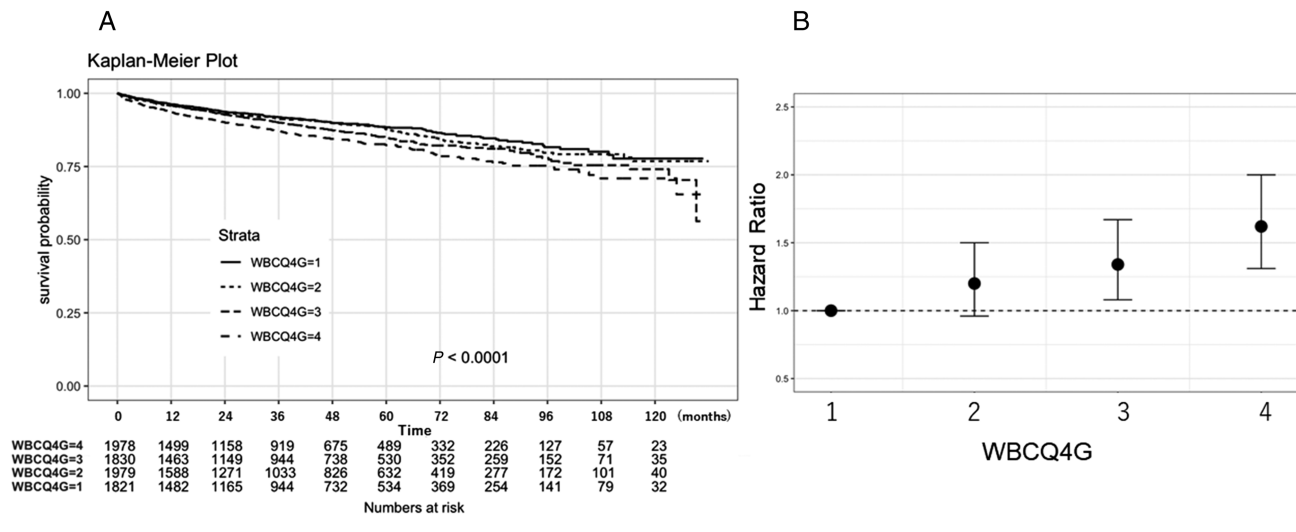 A
Kaplan-Meier Plot
1.00
0.75
0.50
0.25
0.00
survival probability
Strata
WBCQ4G=1
WBCQ4G=2
WBCQ4G=3
WBCQ4G=4
P < 0.0001
0 12 24 36 48 60 72 84 96 108 120 (months)
Time
WBCQ4G=4 1978 1499 1158 919 675 489 332 226 127 57 23
WBCQ4G=3 1830 1463 1149 944 738 530 352 259 152 71 35
WBCQ4G=2 1979 1588 1271 1033 826 632 419 277 172 101 40
WBCQ4G=1 1821 1482 1165 944 732 534 369 254 141 79 32
Numbers at risk
B
2.5
2.0
1.5
1.0
0.5
Hazard Ratio
1 2 3 4
WBCQ4G